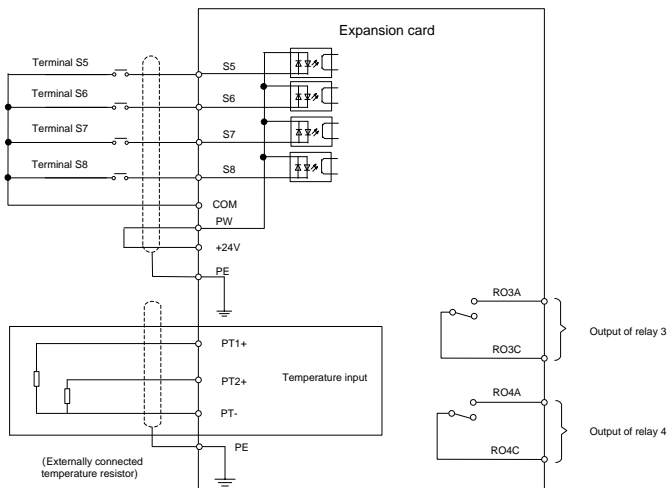 Expansion card
Terminal S5
S5
Terminal S6
S6
Terminal S7
S7
Terminal S8
S8
COM
PW
+24V
PE
RO3A
Output of relay 3
RO3C
PT1+
PT2+
Temperature input
PT-
RO4A
Output of relay 4
RO4C
PE
(Externally connected
temperature resistor)